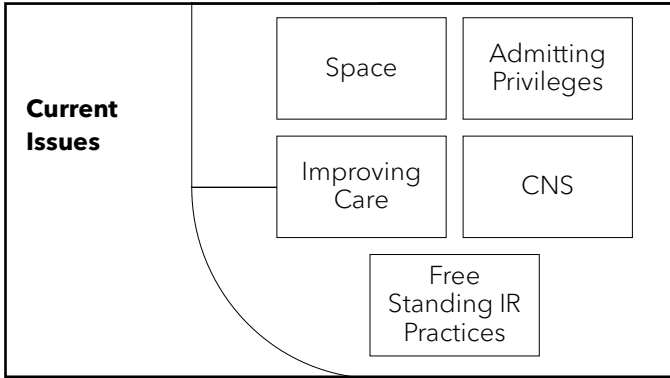 Current
Issues
Space
Admitting
Privileges
Improving
Care
CNS
Free
Standing IR
Practices